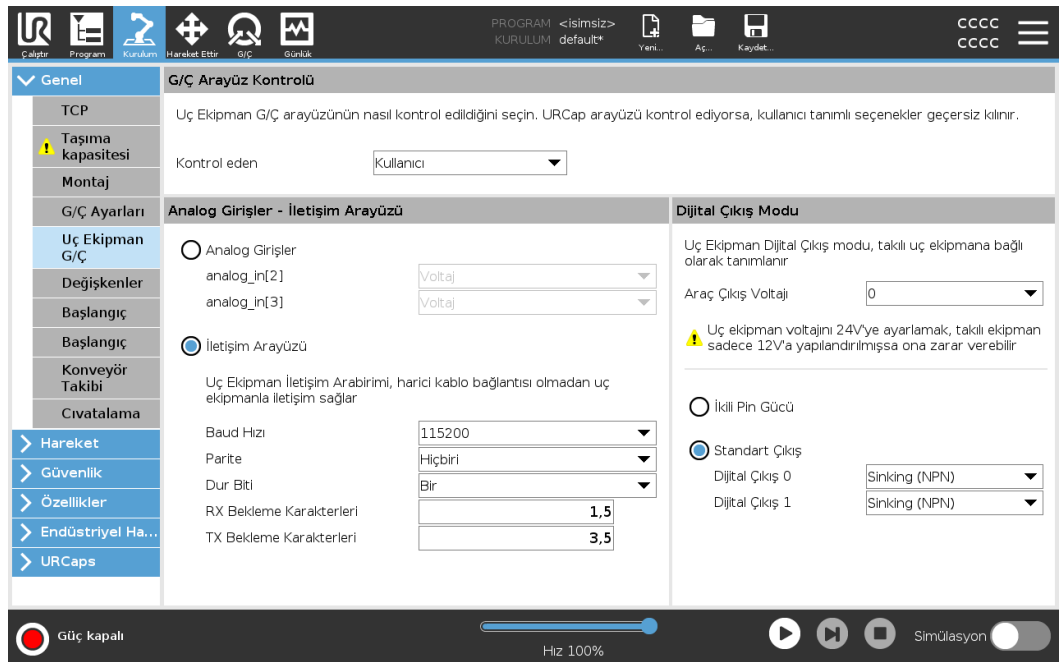 Çalıştır
Program
Kurulum
Hareket Ettir
G/Ç
Günlük
PROGRAM <isimsiz>
KURULUM default*
Yeni...
Aç...
Kaydet...
cccc
cccc
Genel
TCP
Taşıma
kapasitesi
Montaj
G/Ç Ayarları
Uç Ekipman
G/Ç
Değişkenler
Başlangıç
Başlangıç
Konveyör
Takibi
Cıvatalama
Hareket
Güvenlik
Özellikler
Endüstriyel Ha...
URCaps
G/Ç Arayüz Kontrolü
Uç Ekipman G/Ç arayüzünün nasıl kontrol edildiğini seçin. URCap arayüzü kontrol ediyorsa, kullanıcı tanımlı seçenekler geçersiz kılınır.
Kontrol eden Kullanıcı
Analog Girişler - İletişim Arayüzü
Analog Girişler
analog_in[2] Voltaj
analog_in[3] Voltaj
İletişim Arayüzü
Uç Ekipman İletişim Arabirimi, harici kablo bağlantısı olmadan uç
ekipmanla iletişim sağlar
Baud Hızı 115200
Parite Hiçbiri
Dur Biti Bir
RX Bekleme Karakterleri 1,5
TX Bekleme Karakterleri 3,5
Dijital Çıkış Modu
Uç Ekipman Dijital Çıkış modu, takılı uç ekipmana bağlı
olarak tanımlanır
Araç Çıkış Voltajı 0
Uç ekipman voltajını 24V'ye ayarlamak, takılı ekipman
sadece 12V'a yapılandırılmışsa ona zarar verebilir
İkili Pin Gücü
Standart Çıkış
Dijital Çıkış 0 Sinking (NPN)
Dijital Çıkış 1 Sinking (NPN)
Güç kapalı
Hız 100%
Simülasyon